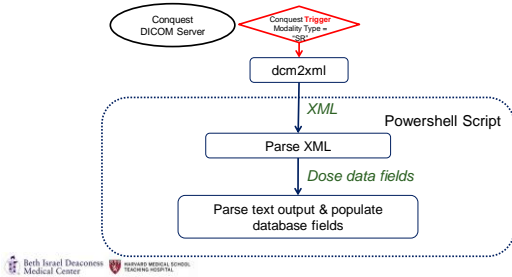 Conquest
DICOM Server
Conquest Trigger
Modality Type =
"SR"
dcm2xml
XML
Powershell Script
Parse XML
Dose data fields
Parse text output & populate
database fields
Beth Israel Deaconess
Medical Center
HARVARD MEDICAL SCHOOL
TEACHING HOSPITAL